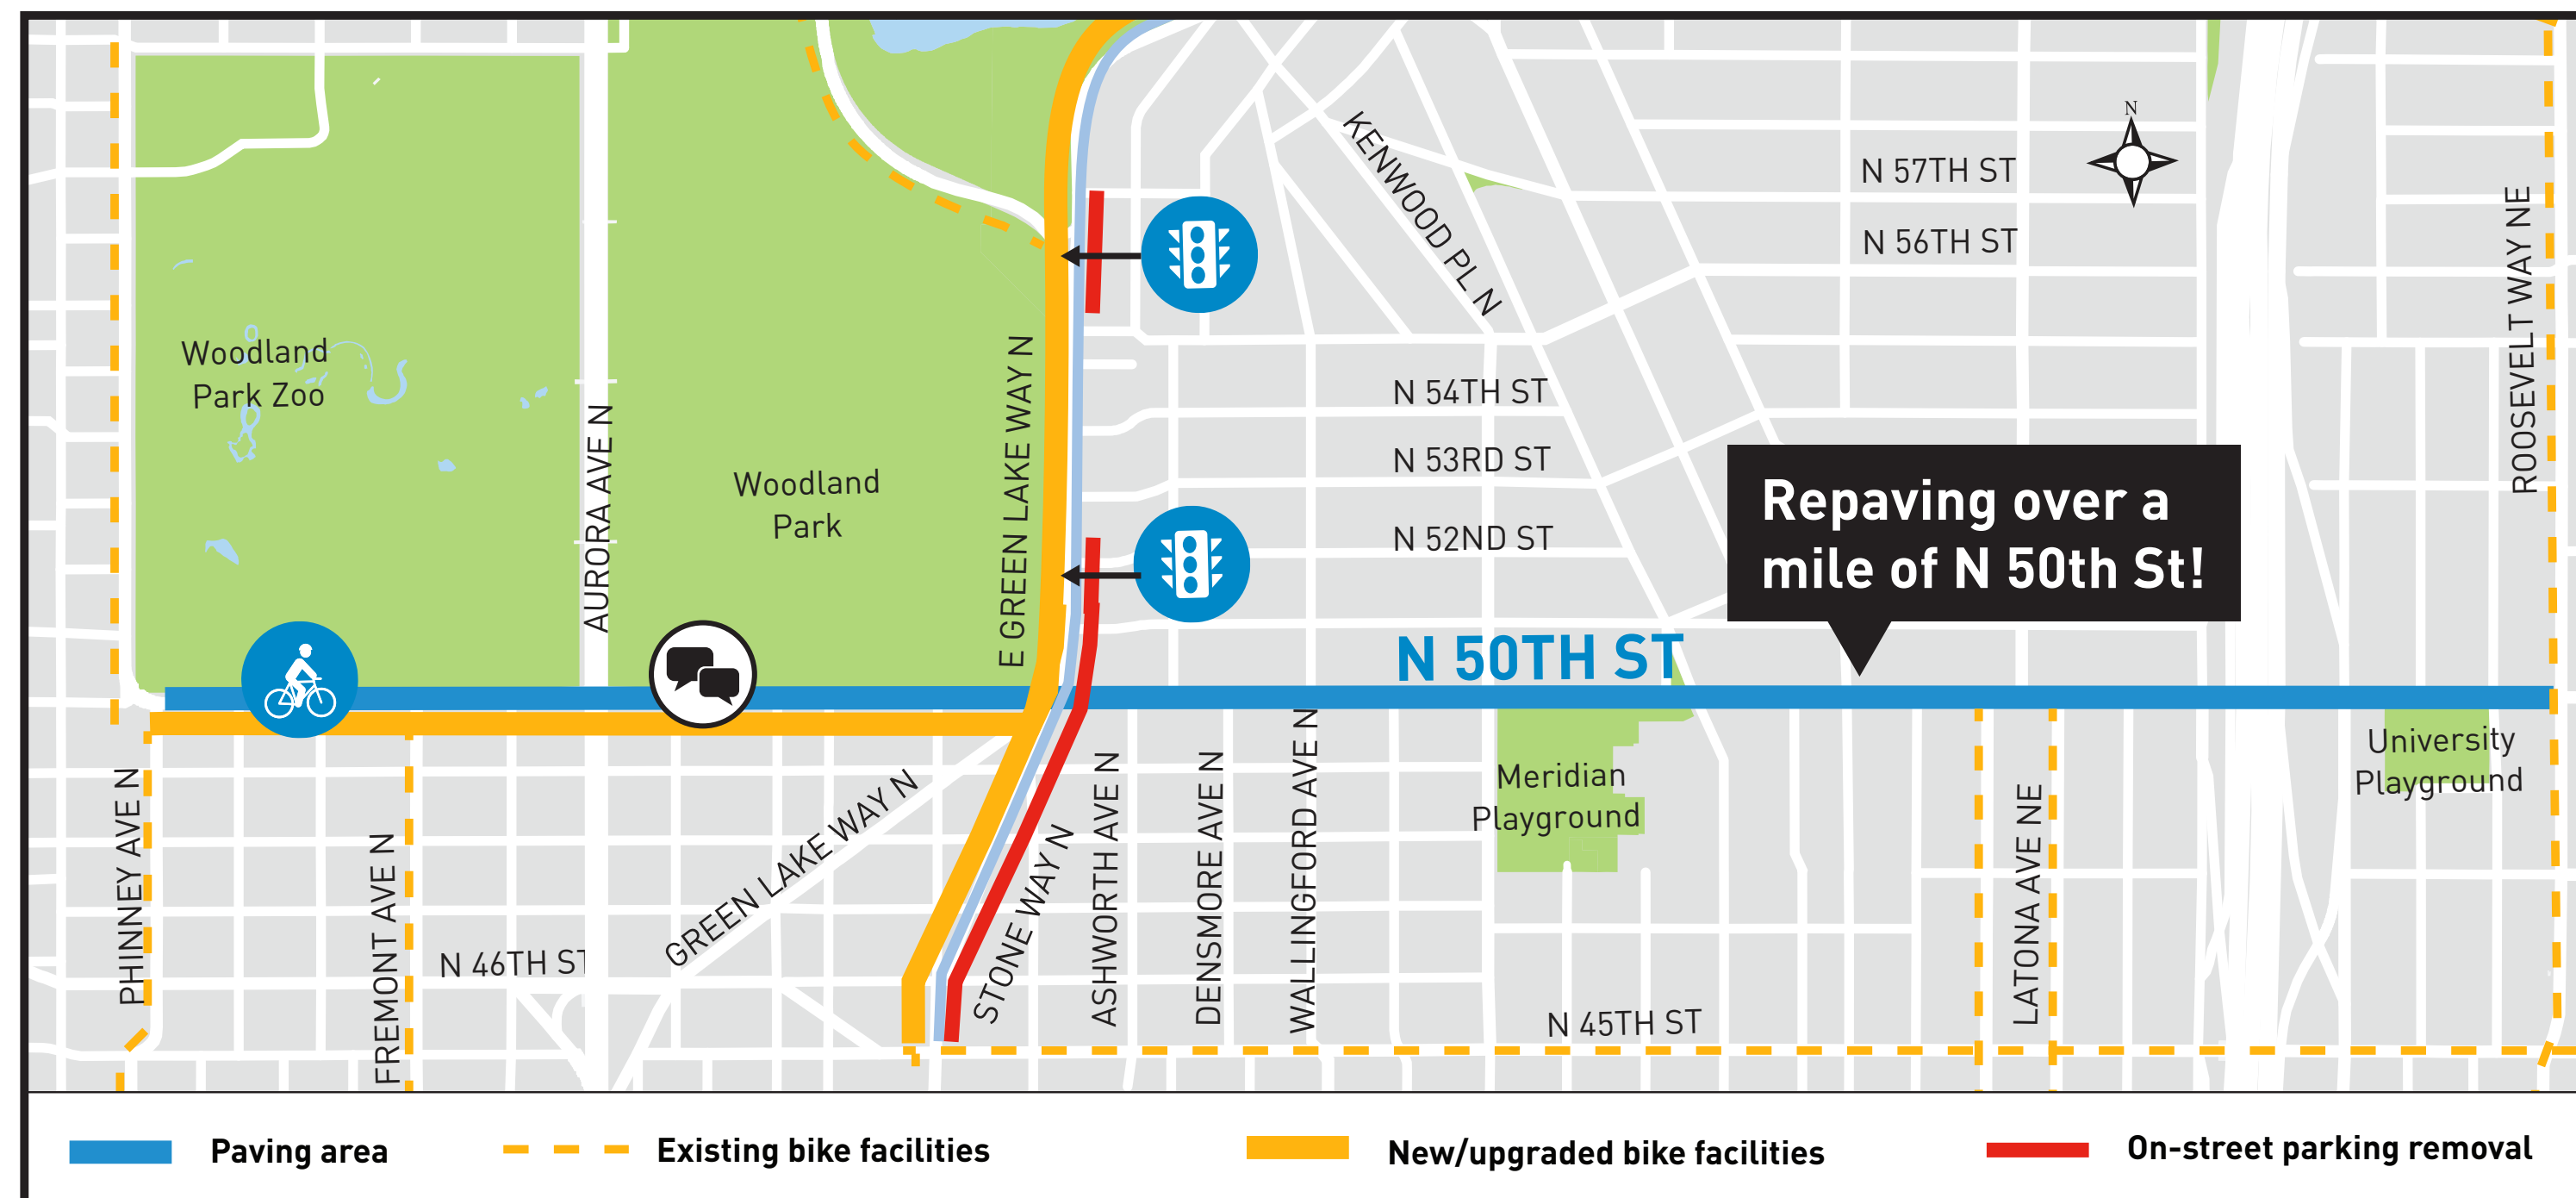 N
N 57TH ST
KENWOOD PL N
N 56TH ST
ROOSEVELT WAY NE
Woodland
Park Zoo
AURORA AVE N
Woodland
Park
E GREEN LAKE WAY N
N 54TH ST
N 53RD ST
N 52ND ST
Repaving over a
mile of N 50th St!
N 50TH ST
PHINNEY AVE N
FREMONT AVE N
N 46TH ST
GREEN LAKE WAY N
STONE WAY N
ASHWORTH AVE N
DENSMORE AVE N
WALLINGFORD AVE N
Meridian
Playground
N 45TH ST
LATONA AVE NE
University
Playground
Paving area
Existing bike facilities
New/upgraded bike facilities
On-street parking removal